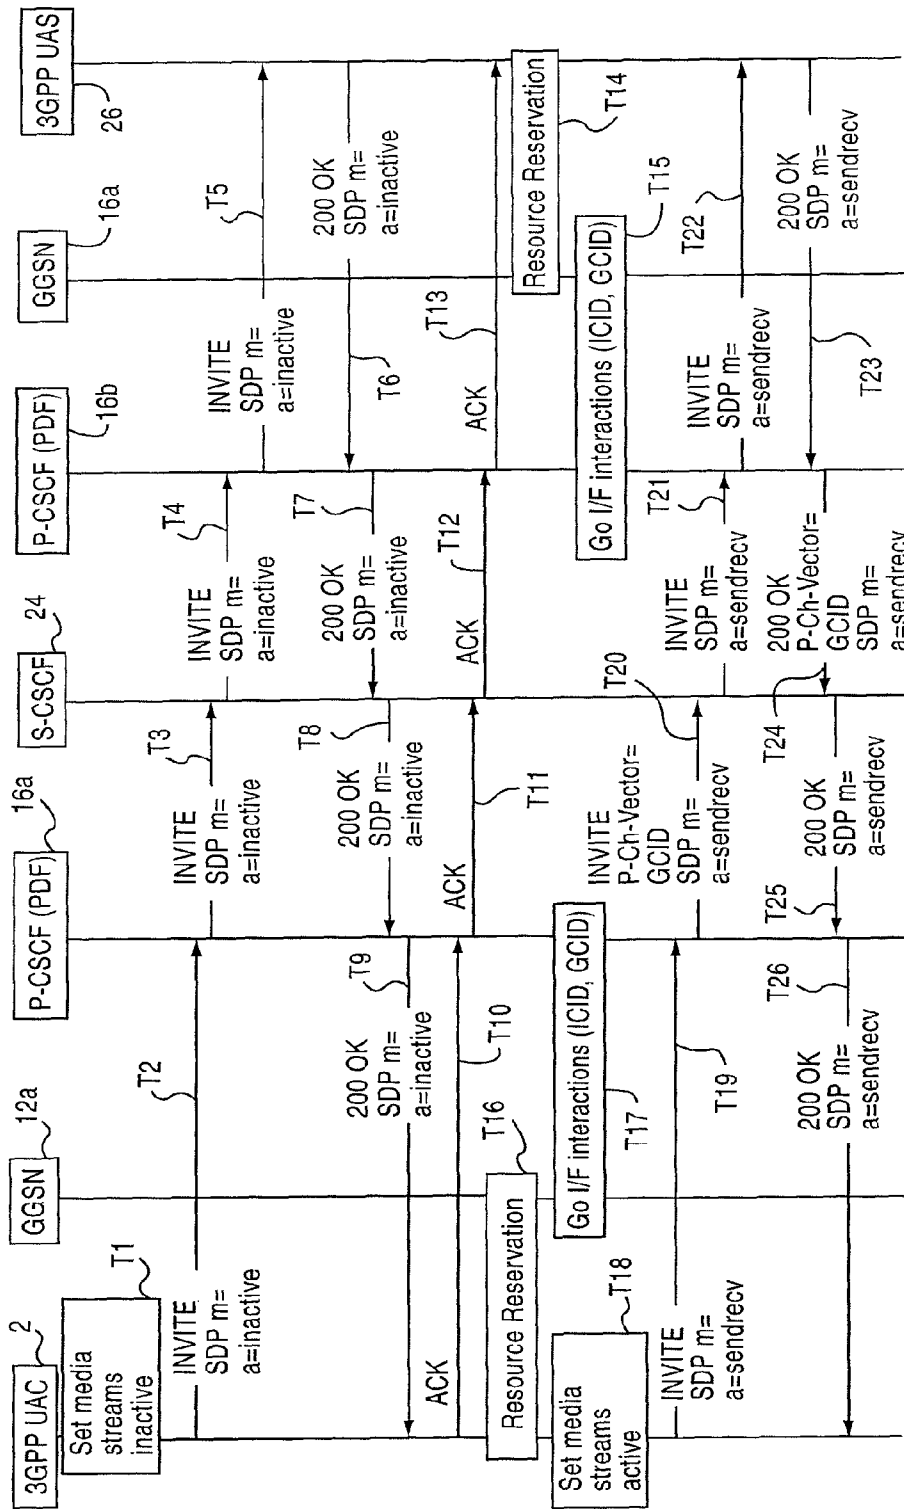 3GPP UAC
2
GGSN
12a
P-CSCF (PDF)
16a
S-CSCF
24
P-CSCF (PDF)
16b
GGSN
16a
3GPP UAS
26
Set media
streams
inactive
T1
INVITE
SDP m=
a=inactive
T2
INVITE
SDP m=
a=inactive
T3
INVITE
SDP m=
a=inactive
T4
INVITE
SDP m=
a=inactive
T5
200 OK
SDP m=
a=inactive
T6
200 OK
SDP m=
a=inactive
T7
200 OK
SDP m=
a=inactive
T8
200 OK
SDP m=
a=inactive
T9
ACK
T10
ACK
T11
ACK
T12
ACK
T13
Resource Reservation
T14
Go I/F interactions (ICID, GCID)
T15
Resource Reservation
T16
Go I/F interactions (ICID, GCID)
T17
Set media
streams
active
T18
INVITE
SDP m=
a=sendrecv
T19
INVITE
P-Ch-Vector=
GCID
SDP m=
a=sendrecv
T20
INVITE
SDP m=
a=sendrecv
T21
INVITE
SDP m=
a=sendrecv
T22
200 OK
SDP m=
a=sendrecv
T23
200 OK
P-Ch-Vector=
GCID
SDP m=
a=sendrecv
T24
200 OK
SDP m=
a=sendrecv
T25
200 OK
SDP m=
a=sendrecv
T26